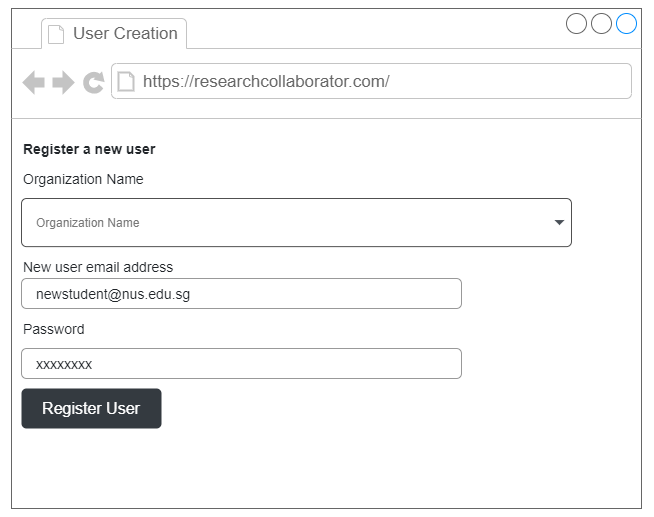 User Creation
https://researchcollaborator.com/
Register a new user
Organization Name
Organization Name
New user email address
newstudent@nus.edu.sg
Password
xxxxxxxx
Register User